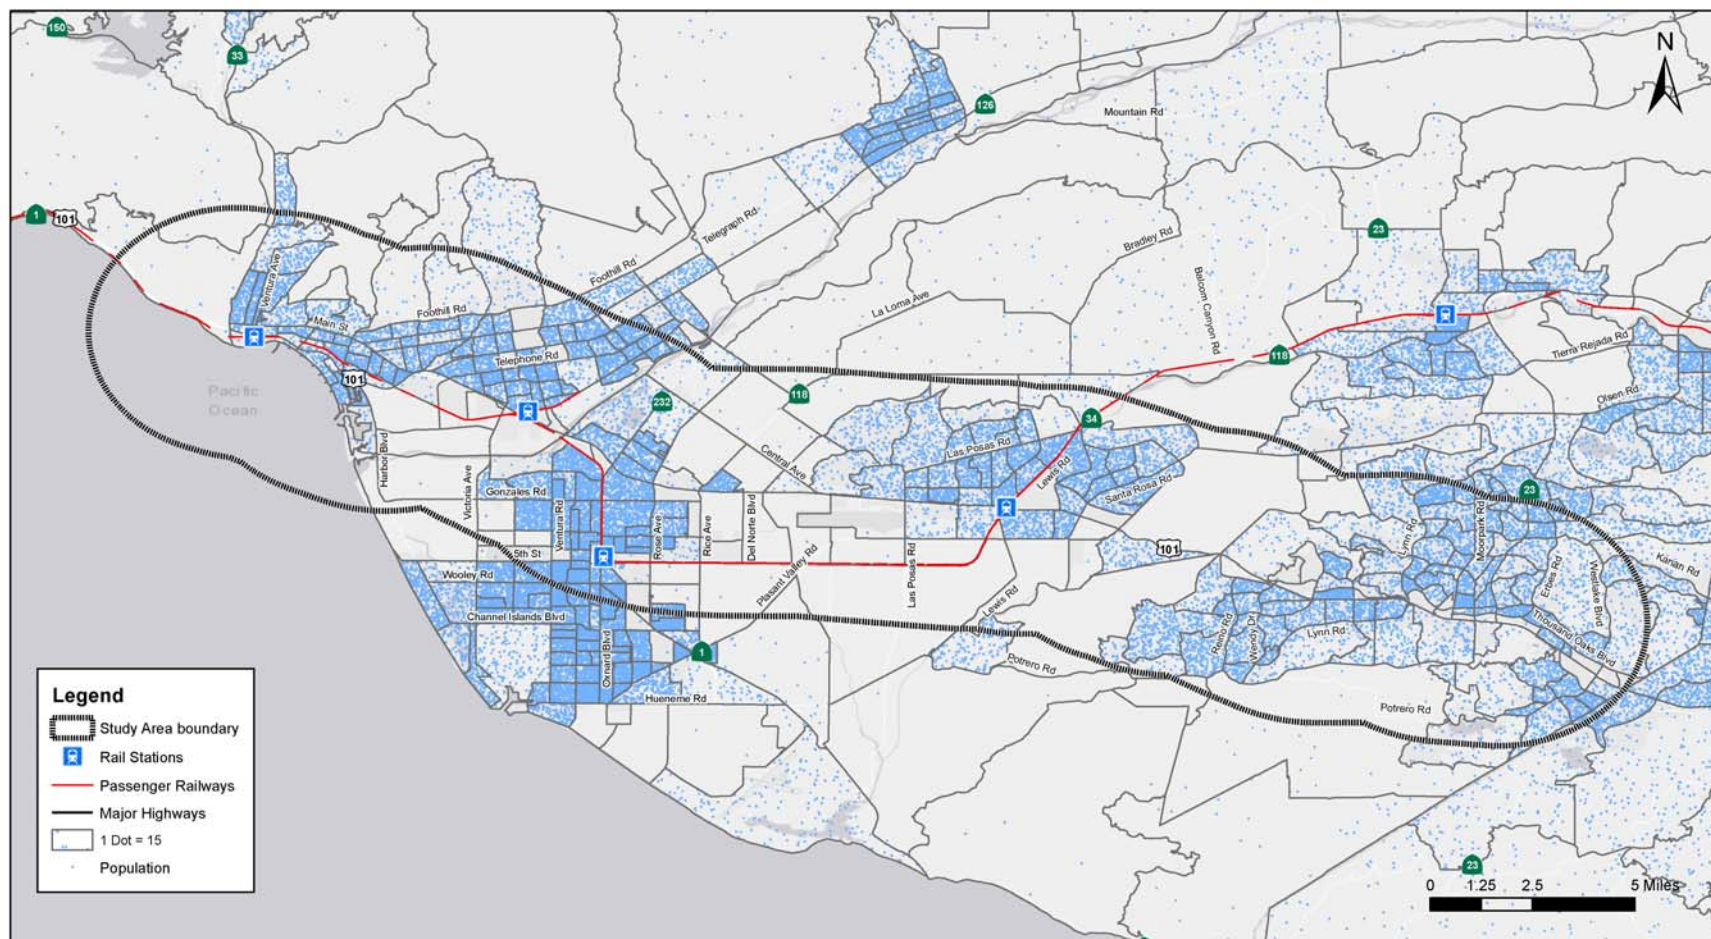 150
33
N
126
Mountain Rd
1
101
Telegraph Rd
23
Bradley Rd
Ventura Ave
Foothill Rd
Balcom Canyon Rd
La Loma Ave
Foothill Rd
Main St
118
Tierra Rejada Rd
Telephone Rd
101
Pacific
Ocean
232
118
Olsen Rd
34
Harbor Blvd
Las Posas Rd
Central Ave
Lewis Rd
Victoria Ave
Gonzales Rd
Santa Rosa Rd
23
Ventura Rd
Rose Ave
Rice Ave
Del Norte Blvd
Moorpark Rd
Lynn Rd
5th St
101
Karian Rd
Wooley Rd
Plasant Valley Rd
Las Posas Rd
Erbes Rd
Westlake Blvd
Lewis Rd
Channel Islands Blvd
Reino Rd
Wendy Dr
Lynn Rd
Thousand Oaks Blvd
Oxnard Blvd
1
Potrero Rd
Hueneme Rd
Potrero Rd
Legend
Study Area boundary
Rail Stations
Passenger Railways
Major Highways
1 Dot = 15
Population
23
0 1.25 2.5 5 Miles